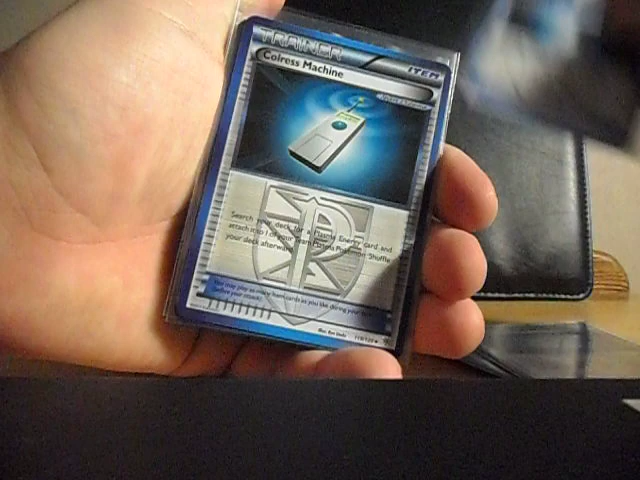 TRAINER
ITEM
Colress Machine
Search your deck for a Plasma Energy card and
attach it to 1 of your Team Plasma Pokémon. Shuffle
your deck afterward.
You may play as many Item cards as you like during your turn
(before your attack).
119/135